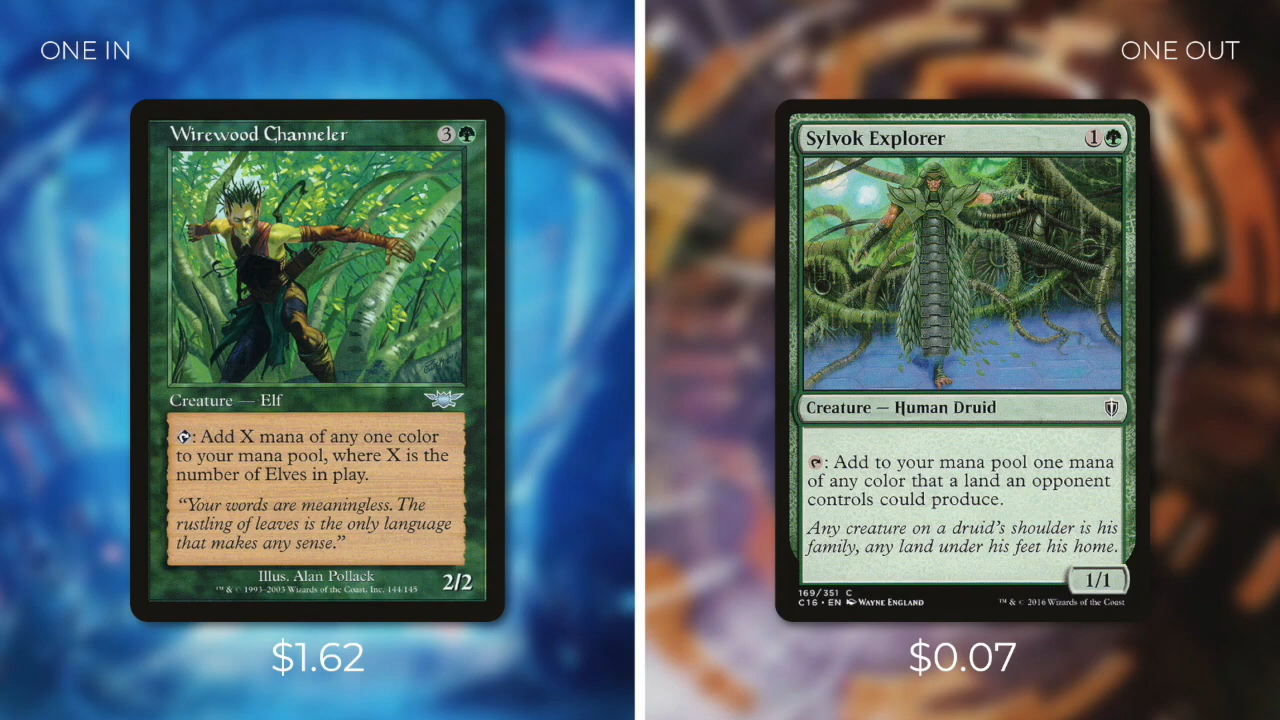 ONE IN
Wirewood Channeler 3
Creature — Elf
: Add X mana of any one color
to your mana pool, where X is the
number of Elves in play.
"Your words are meaningless. The
rustling of leaves is the only language
that makes any sense."
Illus. Alan Pollack
™ & © 1993–2003 Wizards of the Coast, Inc. 144/145
2/2
$1.62
ONE OUT
Sylvok Explorer 1
Creature — Human Druid
: Add to your mana pool one mana
of any color that a land an opponent
controls could produce.
Any creature on a druid's shoulder is his
family, any land under his feet his home.
1/1
169/351 C
C16 • EN Wayne England
™ & © 2016 Wizards of the Coast
$0.07